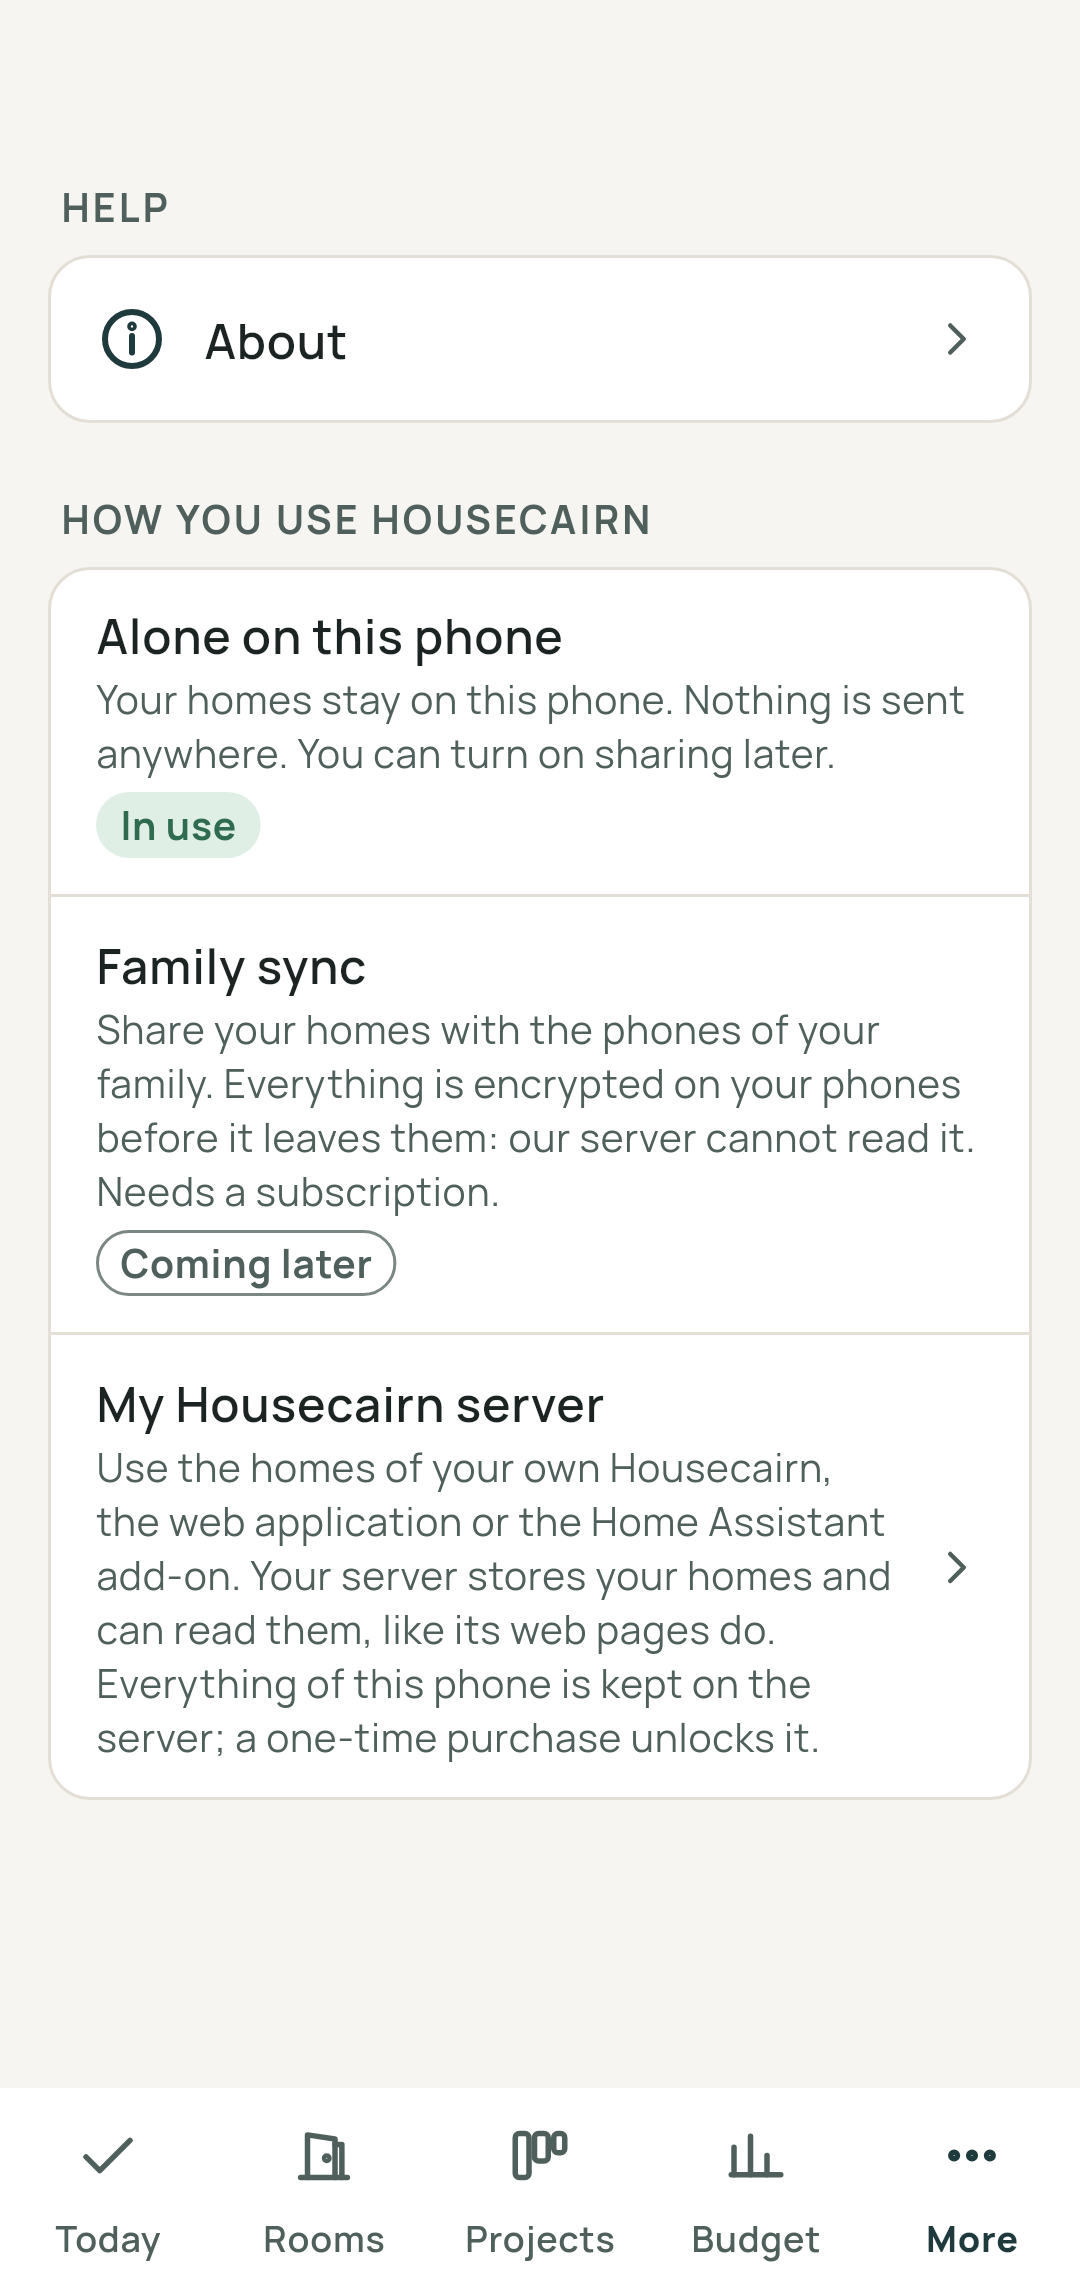 HELP
About
HOW YOU USE HOUSECAIRN
Alone on this phone
Your homes stay on this phone. Nothing is sent
anywhere. You can turn on sharing later.
In use
Family sync
Share your homes with the phones of your
family. Everything is encrypted on your phones
before it leaves them: our server cannot read it.
Needs a subscription.
Coming later
My Housecairn server
Use the homes of your own Housecairn,
the web application or the Home Assistant
add-on. Your server stores your homes and
can read them, like its web pages do.
Everything of this phone is kept on the
server; a one-time purchase unlocks it.
Today
Rooms
Projects
Budget
More